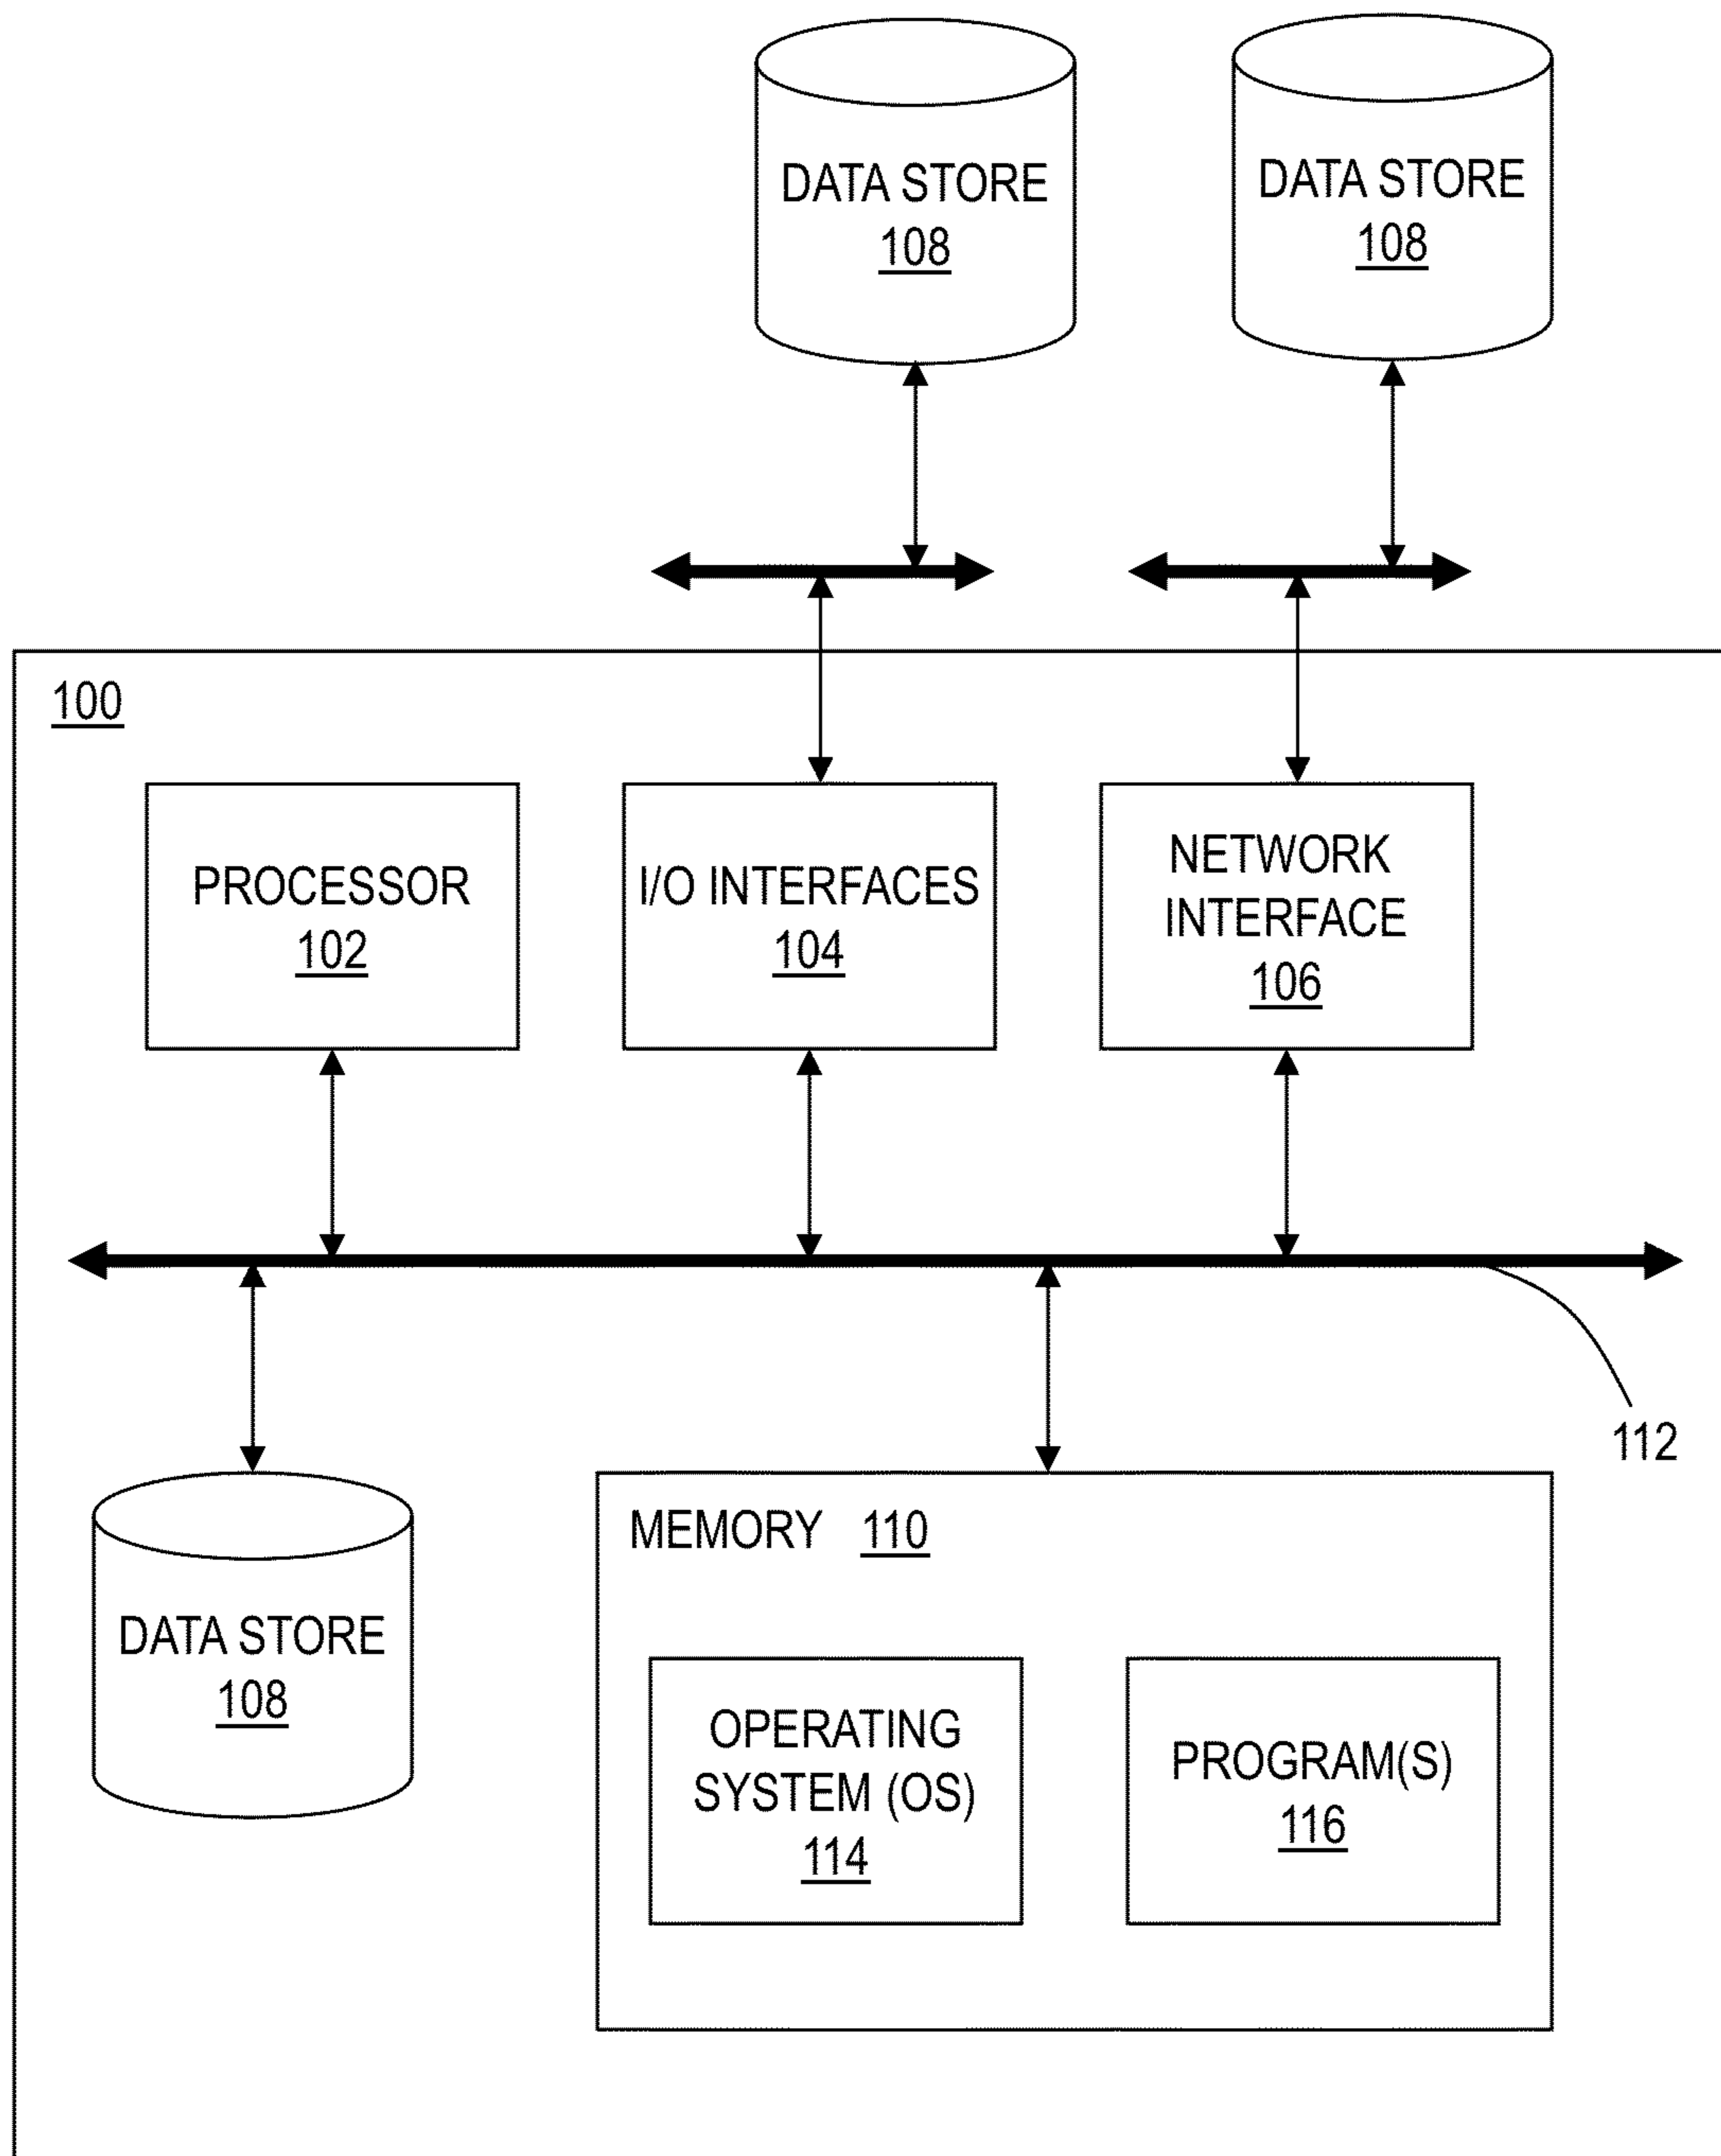 DATA STORE
108
DATA STORE
108
100
PROCESSOR
102
I/O INTERFACES
104
NETWORK
INTERFACE
106
112
DATA STORE
108
MEMORY 110
OPERATING
SYSTEM (OS)
114
PROGRAM(S)
116